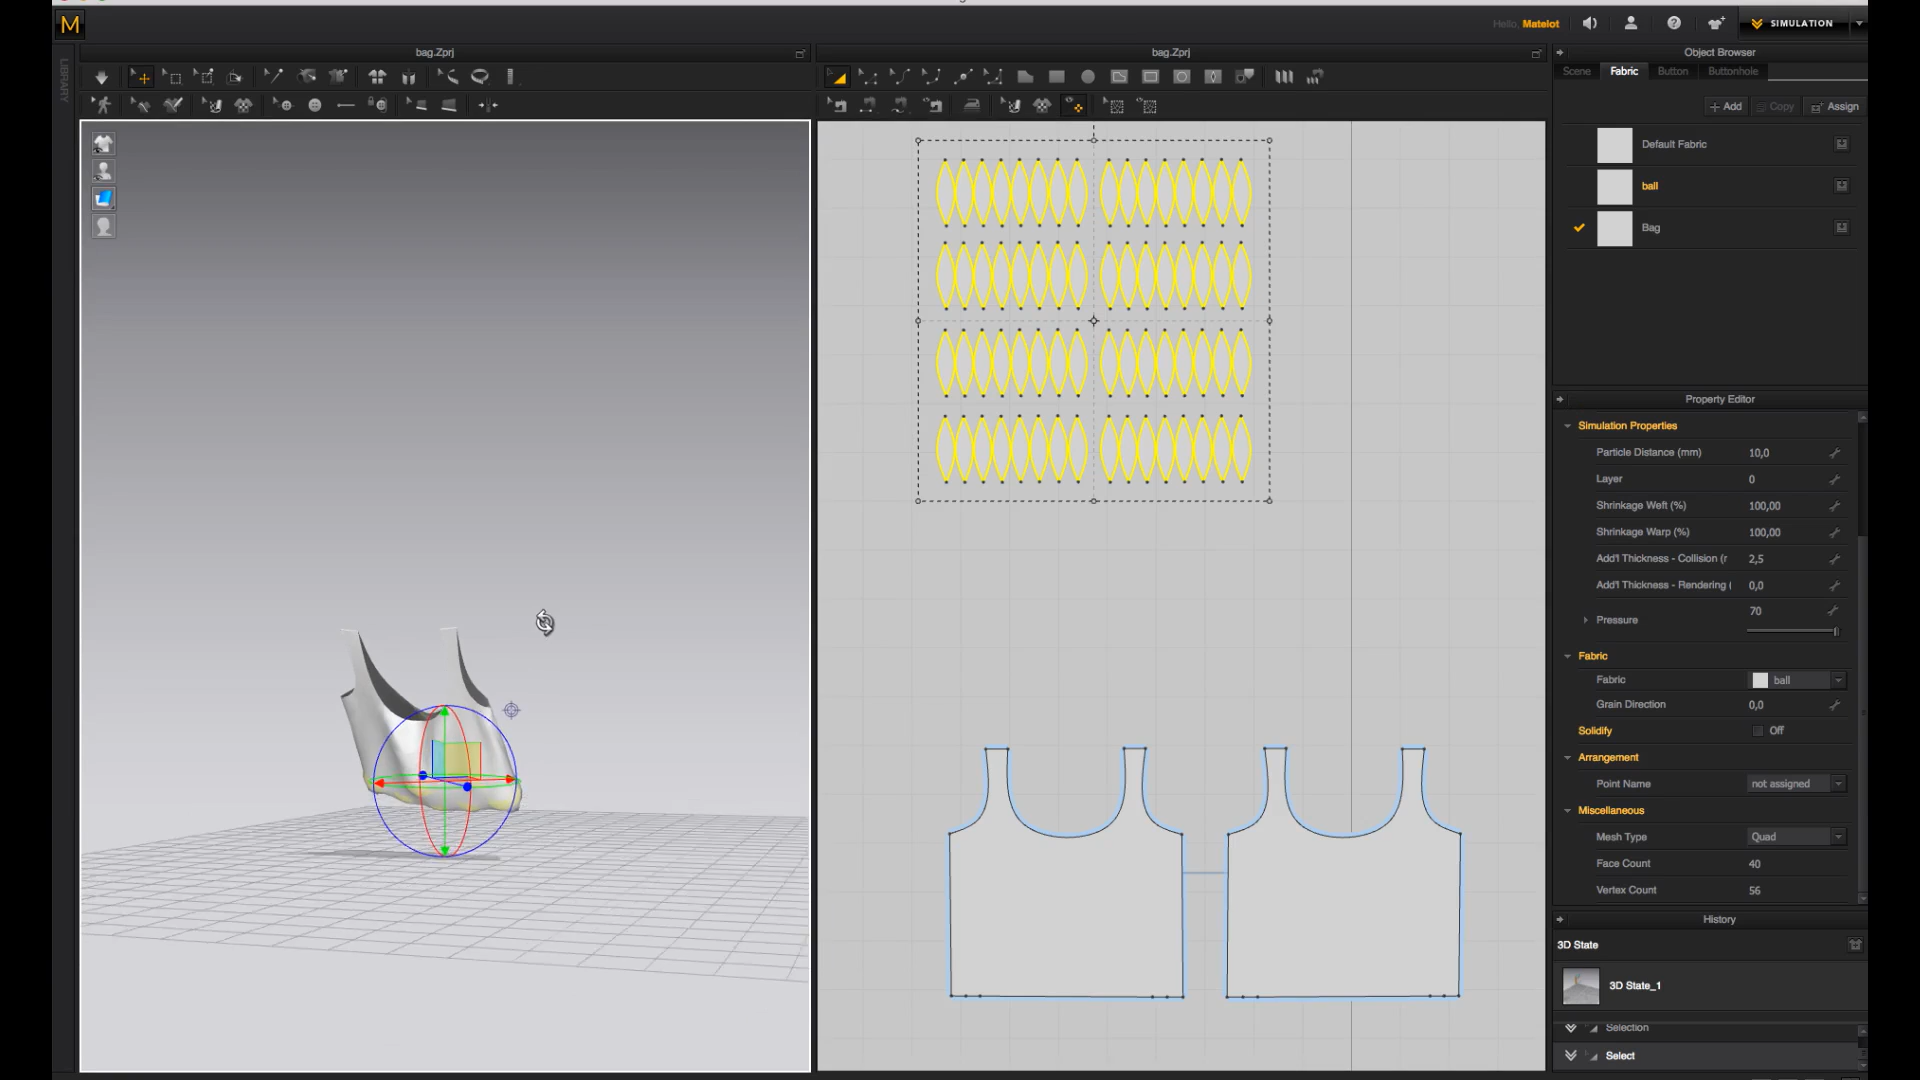 M
Hello, Matelot
SIMULATION
LIBRARY
bag.Zprj
bag.Zprj
Object Browser
Scene
Fabric
Button
Buttonhole
+ Add
Copy
Assign
Default Fabric
ball
Bag
Property Editor
Simulation Properties
Particle Distance (mm) 10,0
Layer 0
Shrinkage Weft (%) 100,00
Shrinkage Warp (%) 100,00
Add'l Thickness - Collision (r 2,5
Add'l Thickness - Rendering ( 0,0
Pressure 70
Fabric
Fabric ball
Grain Direction 0,0
Solidify Off
Arrangement
Point Name not assigned
Miscellaneous
Mesh Type Quad
Face Count 40
Vertex Count 56
History
3D State
3D State_1
Selection
Select